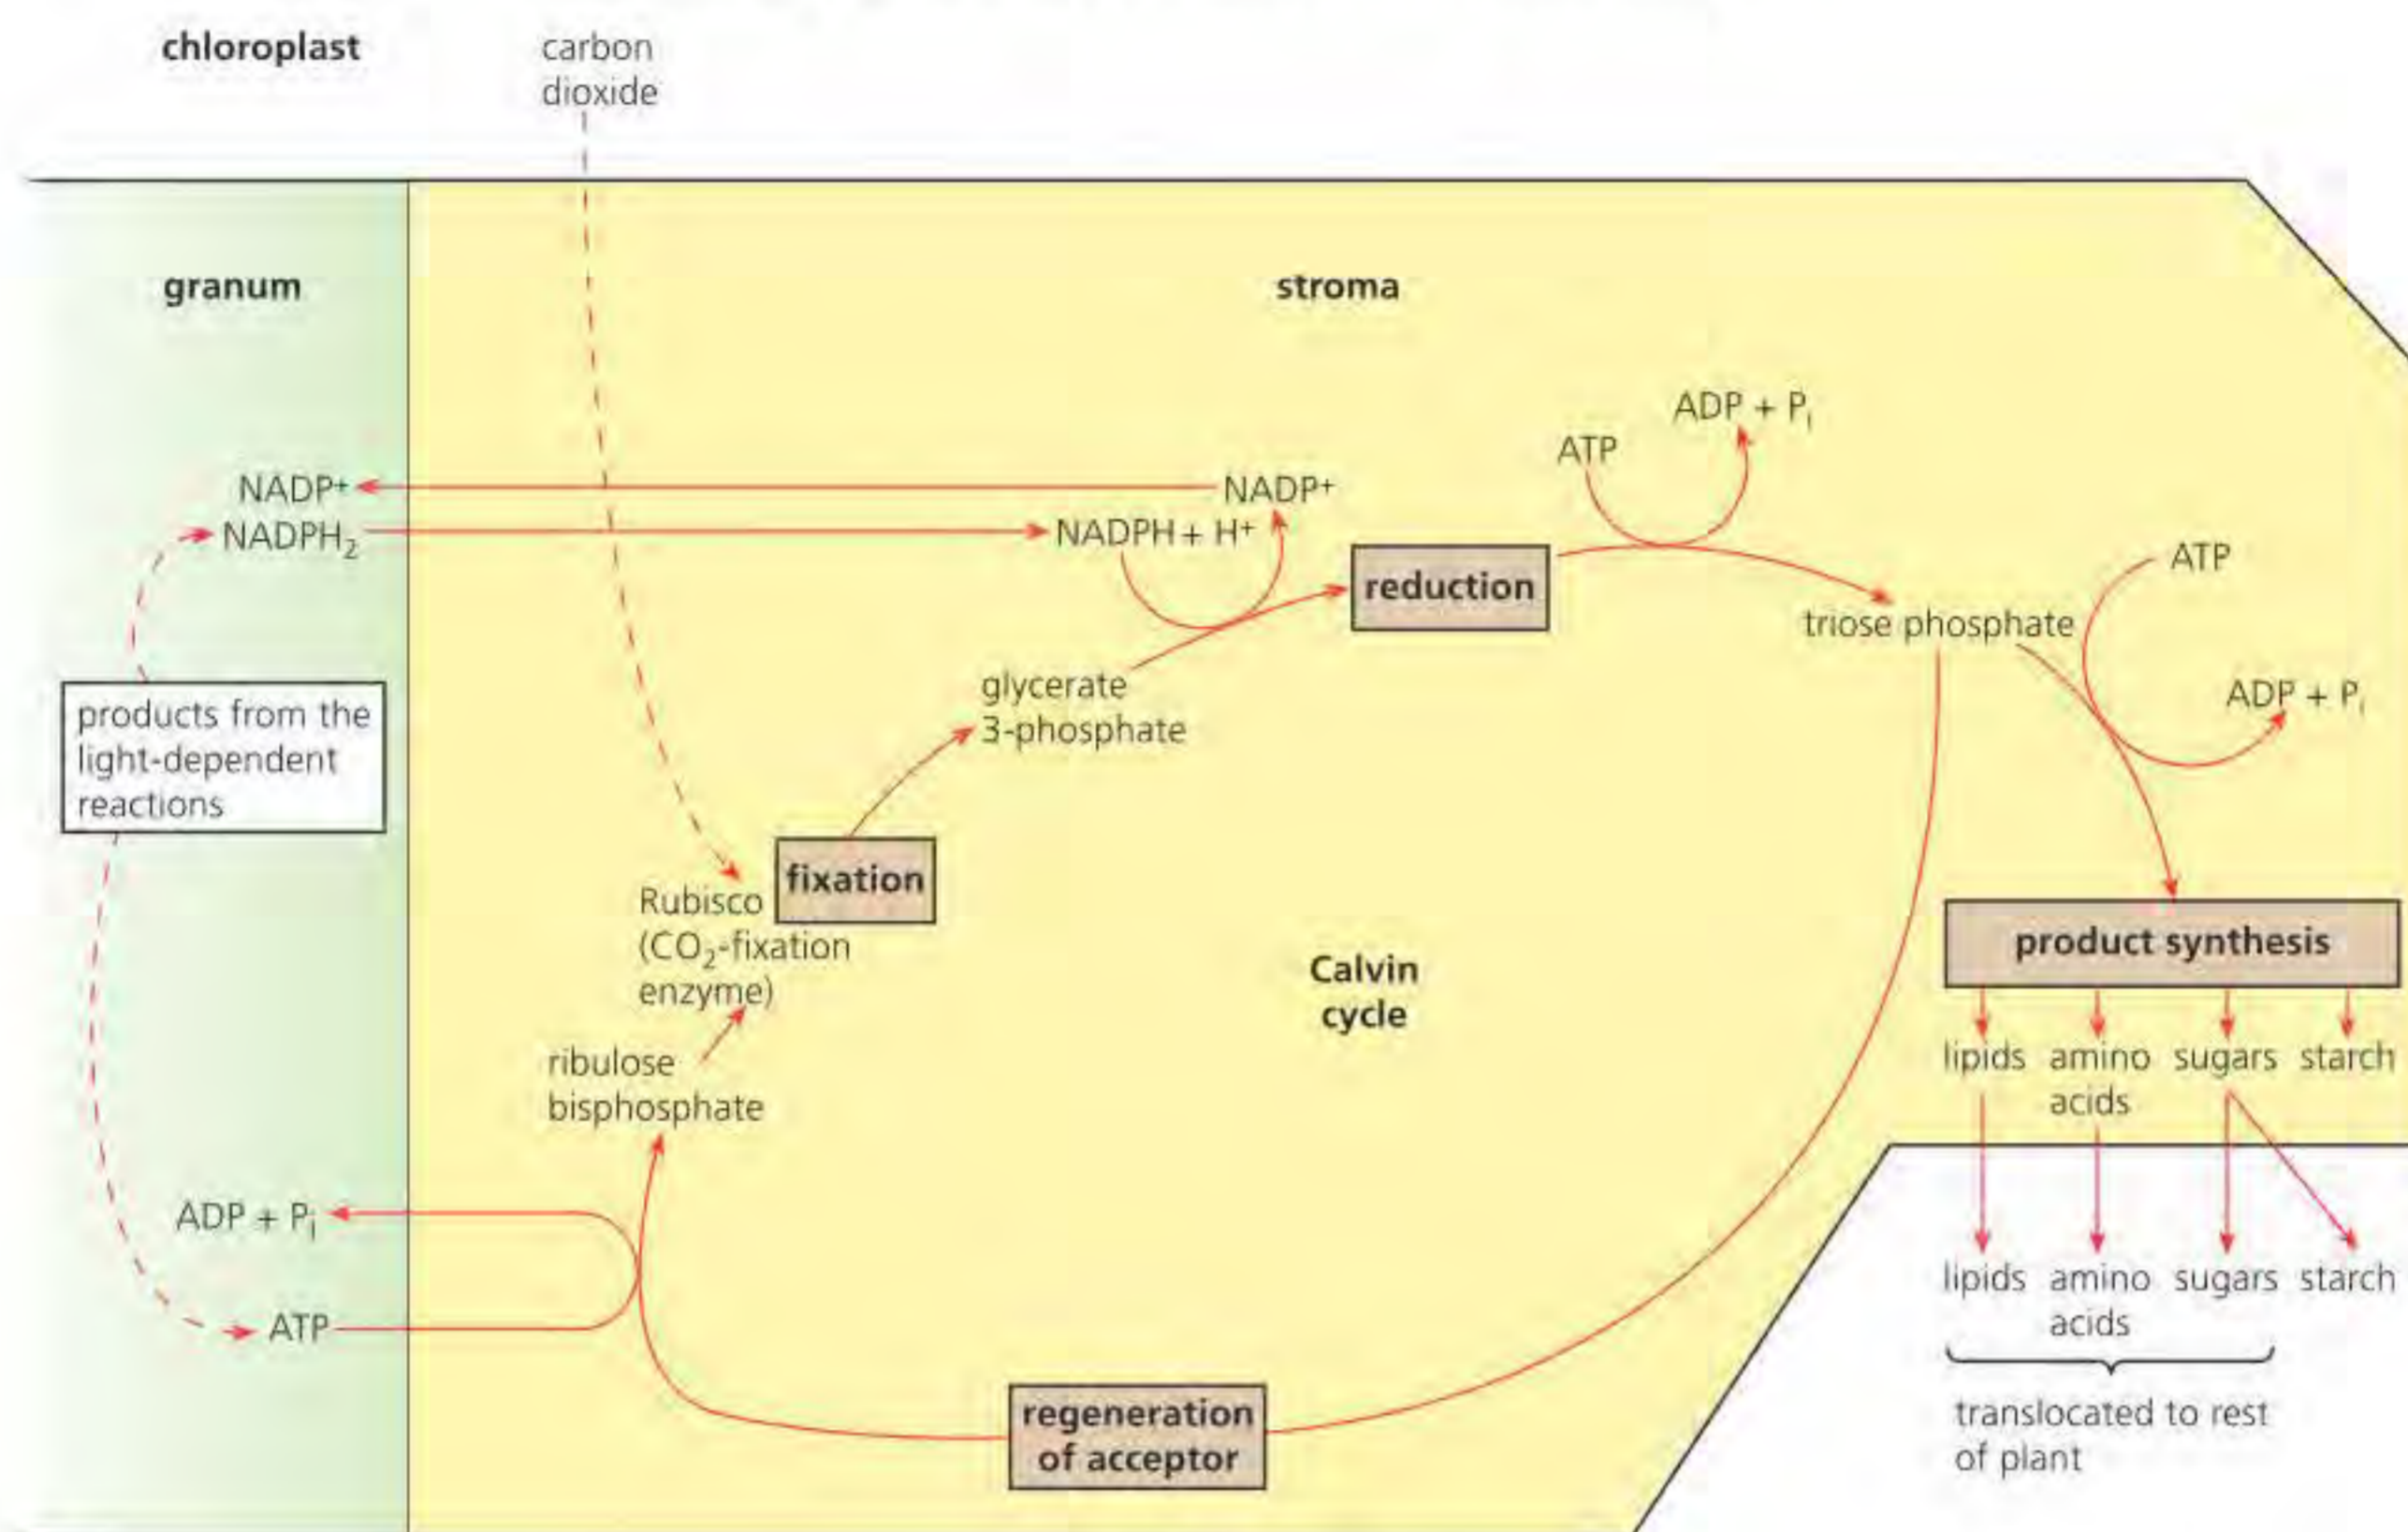 chloroplast
carbon
dioxide
granum
stroma
NADP⁺
NADPH₂
NADP⁺
NADPH + H⁺
ATP
ADP + Pᵢ
reduction
ATP
triose phosphate
ADP + Pᵢ
glycerate
3-phosphate
products from the
light-dependent
reactions
fixation
Rubisco
(CO₂-fixation
enzyme)
Calvin
cycle
product synthesis
lipids amino sugars starch
acids
ribulose
bisphosphate
ADP + Pᵢ
ATP
lipids amino sugars starch
acids
translocated to rest
of plant
regeneration
of acceptor